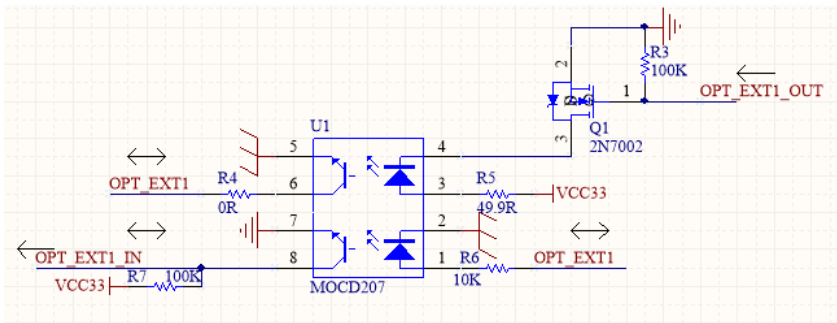 R3
100K
2
1
OPT_EXT1_OUT
Q1
2N7002
3
U1
5
4
OPT_EXT1
R4
0R
6
3
R5
49.9R
VCC33
7
2
OPT_EXT1_IN
8
1
R6
10K
OPT_EXT1
VCC33
R7
100K
MOCD207